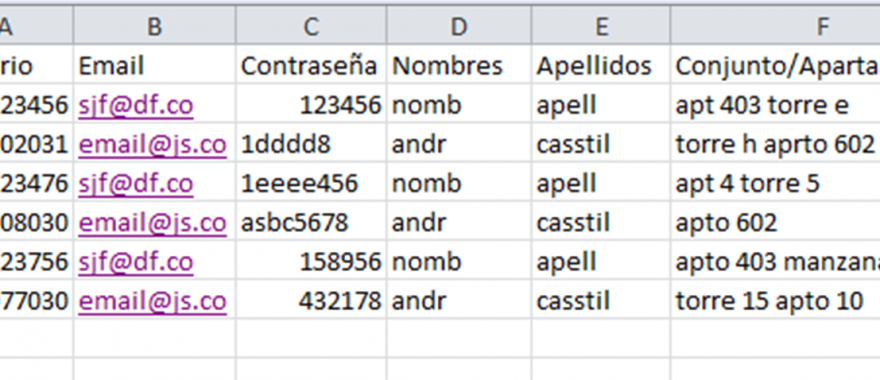 A B C D E F
rio Email Contraseña Nombres Apellidos Conjunto/Aparta
23456 sjf@df.co 123456 nomb apell apt 403 torre e
02031 email@js.co 1dddd8 andr casstil torre h aprto 602
23476 sjf@df.co 1eeee456 nomb apell apt 4 torre 5
08030 email@js.co asbc5678 andr casstil apto 602
23756 sjf@df.co 158956 nomb apell apto 403 manzana
77030 email@js.co 432178 andr casstil torre 15 apto 10